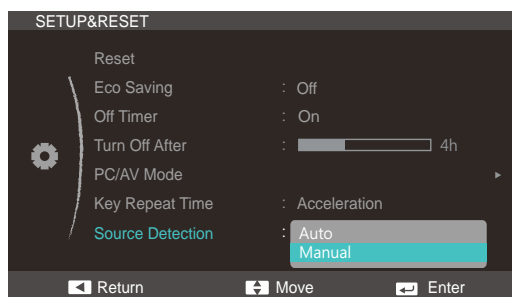 SETUP&RESET
Reset
Eco Saving : Off
Off Timer : On
Turn Off After : 4h
PC/AV Mode
Key Repeat Time : Acceleration
Source Detection : Auto
Manual
Return Move Enter